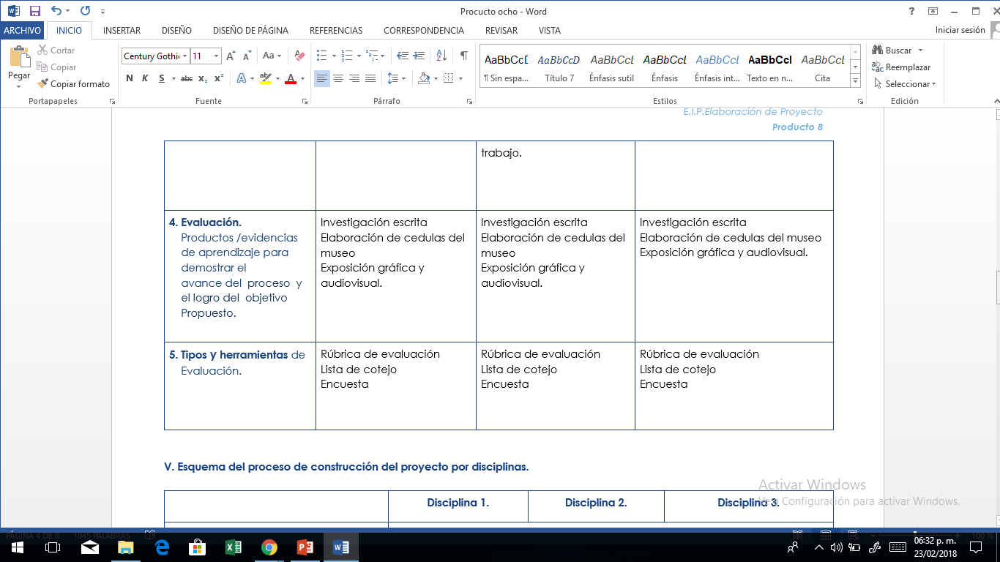 Procucto ocho - Word
ARCHIVO INICIO INSERTAR DISEÑO DISEÑO DE PÁGINA REFERENCIAS CORRESPONDENCIA REVISAR VISTA Iniciar sesión
Pegar
Cortar
Copiar
Copiar formato
Portapapeles
Century Gothi 11
N K S abc x₂ x²
Fuente
Párrafo
AaBbCcD AaBbCcD AaBbCcl AaBbCcl AaBbCcl AaBbCcl AaBbCcl
¶ Sin espa... Título 7 Énfasis sutil Énfasis Énfasis int... Texto en n... Cita
Estilos
Buscar
Reemplazar
Seleccionar
Edición
E.I.P.Elaboración de Proyecto
Producto 8
trabajo.
4. Evaluación.
Productos /evidencias
de aprendizaje para
demostrar el
avance del proceso y
el logro del objetivo
Propuesto.
Investigación escrita
Elaboración de cedulas del
museo
Exposición gráfica y
audiovisual.
Investigación escrita
Elaboración de cedulas del
museo
Exposición gráfica y
audiovisual.
Investigación escrita
Elaboración de cedulas del museo
Exposición gráfica y audiovisual.
5. Tipos y herramientas de
Evaluación.
Rúbrica de evaluación
Lista de cotejo
Encuesta
Rúbrica de evaluación
Lista de cotejo
Encuesta
Rúbrica de evaluación
Lista de cotejo
Encuesta
V. Esquema del proceso de construcción del proyecto por disciplinas.
Disciplina 1. Disciplina 2. Disciplina 3.
Activar Windows
Ve a Configuración para activar Windows.
PÁGINA 4 DE 8 1045 PALABRAS 100 %
06:32 p. m.
23/02/2018